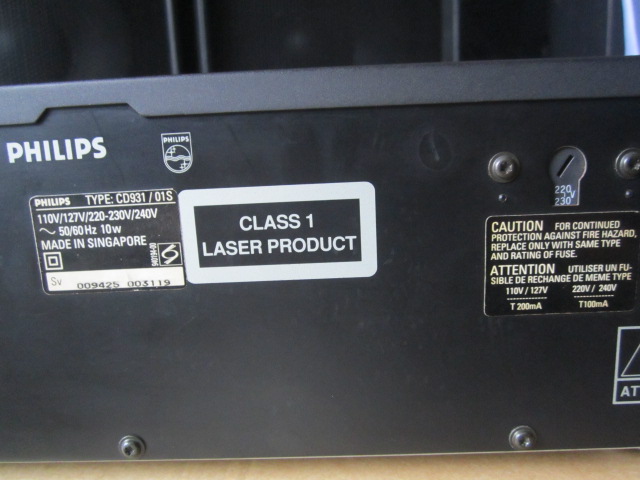 PHILIPS
PHILIPS
PHILIPS TYPE: CD931 / 01S
110V/127V/220-230V/240V
~ 50/60 Hz 10w
MADE IN SINGAPORE
Sv 009425 003119
CLASS 1
LASER PRODUCT
220
V
230
CAUTION FOR CONTINUED
PROTECTION AGAINST FIRE HAZARD,
REPLACE ONLY WITH SAME TYPE
AND RATING OF FUSE.
ATTENTION UTILISER UN FU-
SIBLE DE RECHANGE DE MEME TYPE
110V / 127V 220V / 240V
T 200mA T100mA
ATT